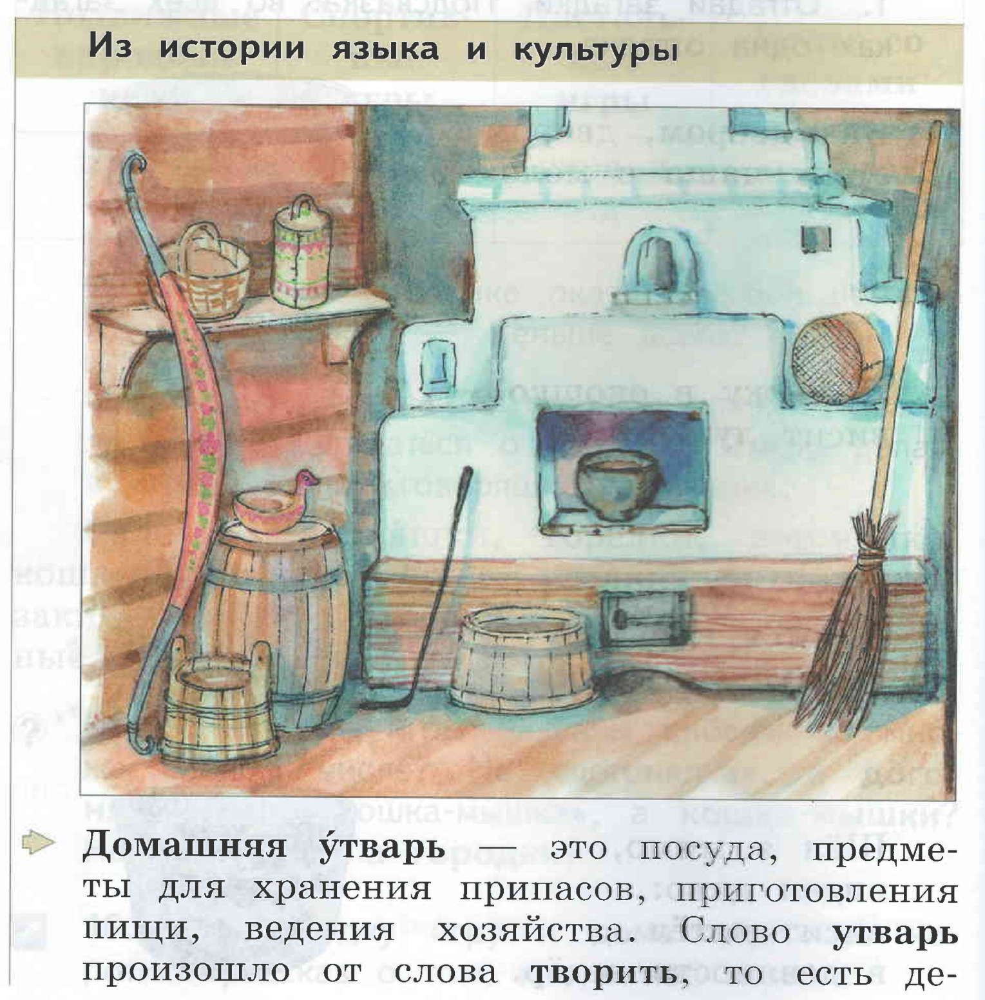 Из истории языка и культуры
Домашняя у́тварь — это посуда, предме-
ты для хранения припасов, приготовления
пищи, ведения хозяйства. Слово утварь
произошло от слова творить, то есть де-